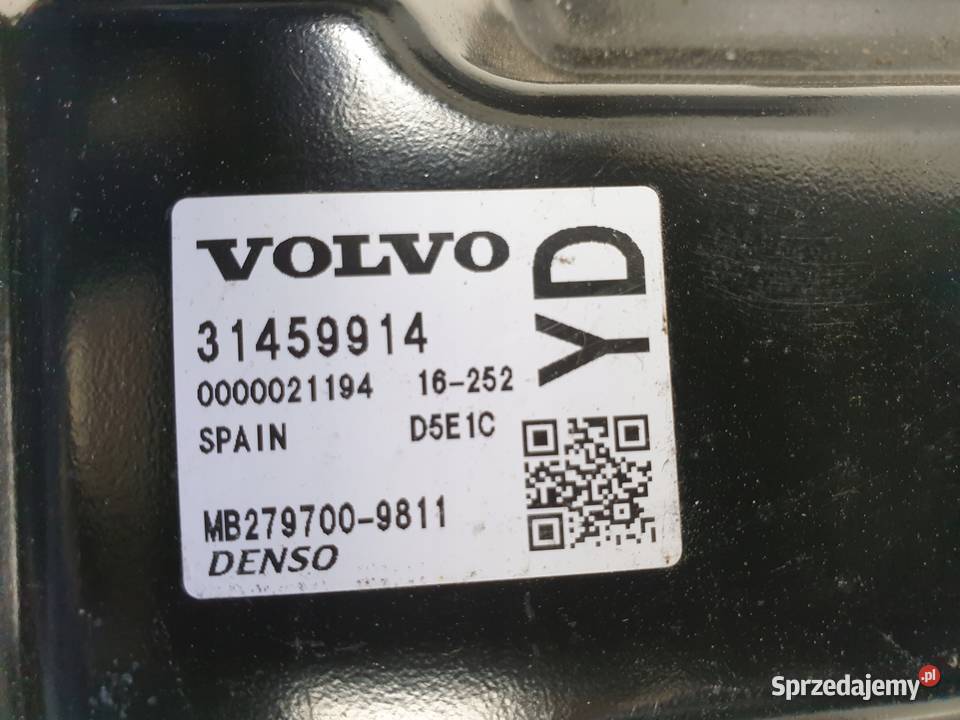 VOLVO
YD
31459914
0000021194 16-252
SPAIN D5E1C
MB279700-9811
DENSO
Sprzedajemy.pl